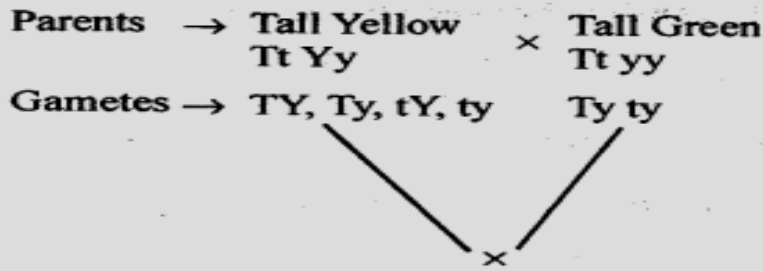 Parents → Tall Yellow × Tall Green
Tt Yy Tt yy
Gametes → TY, Ty, tY, ty Ty ty
×